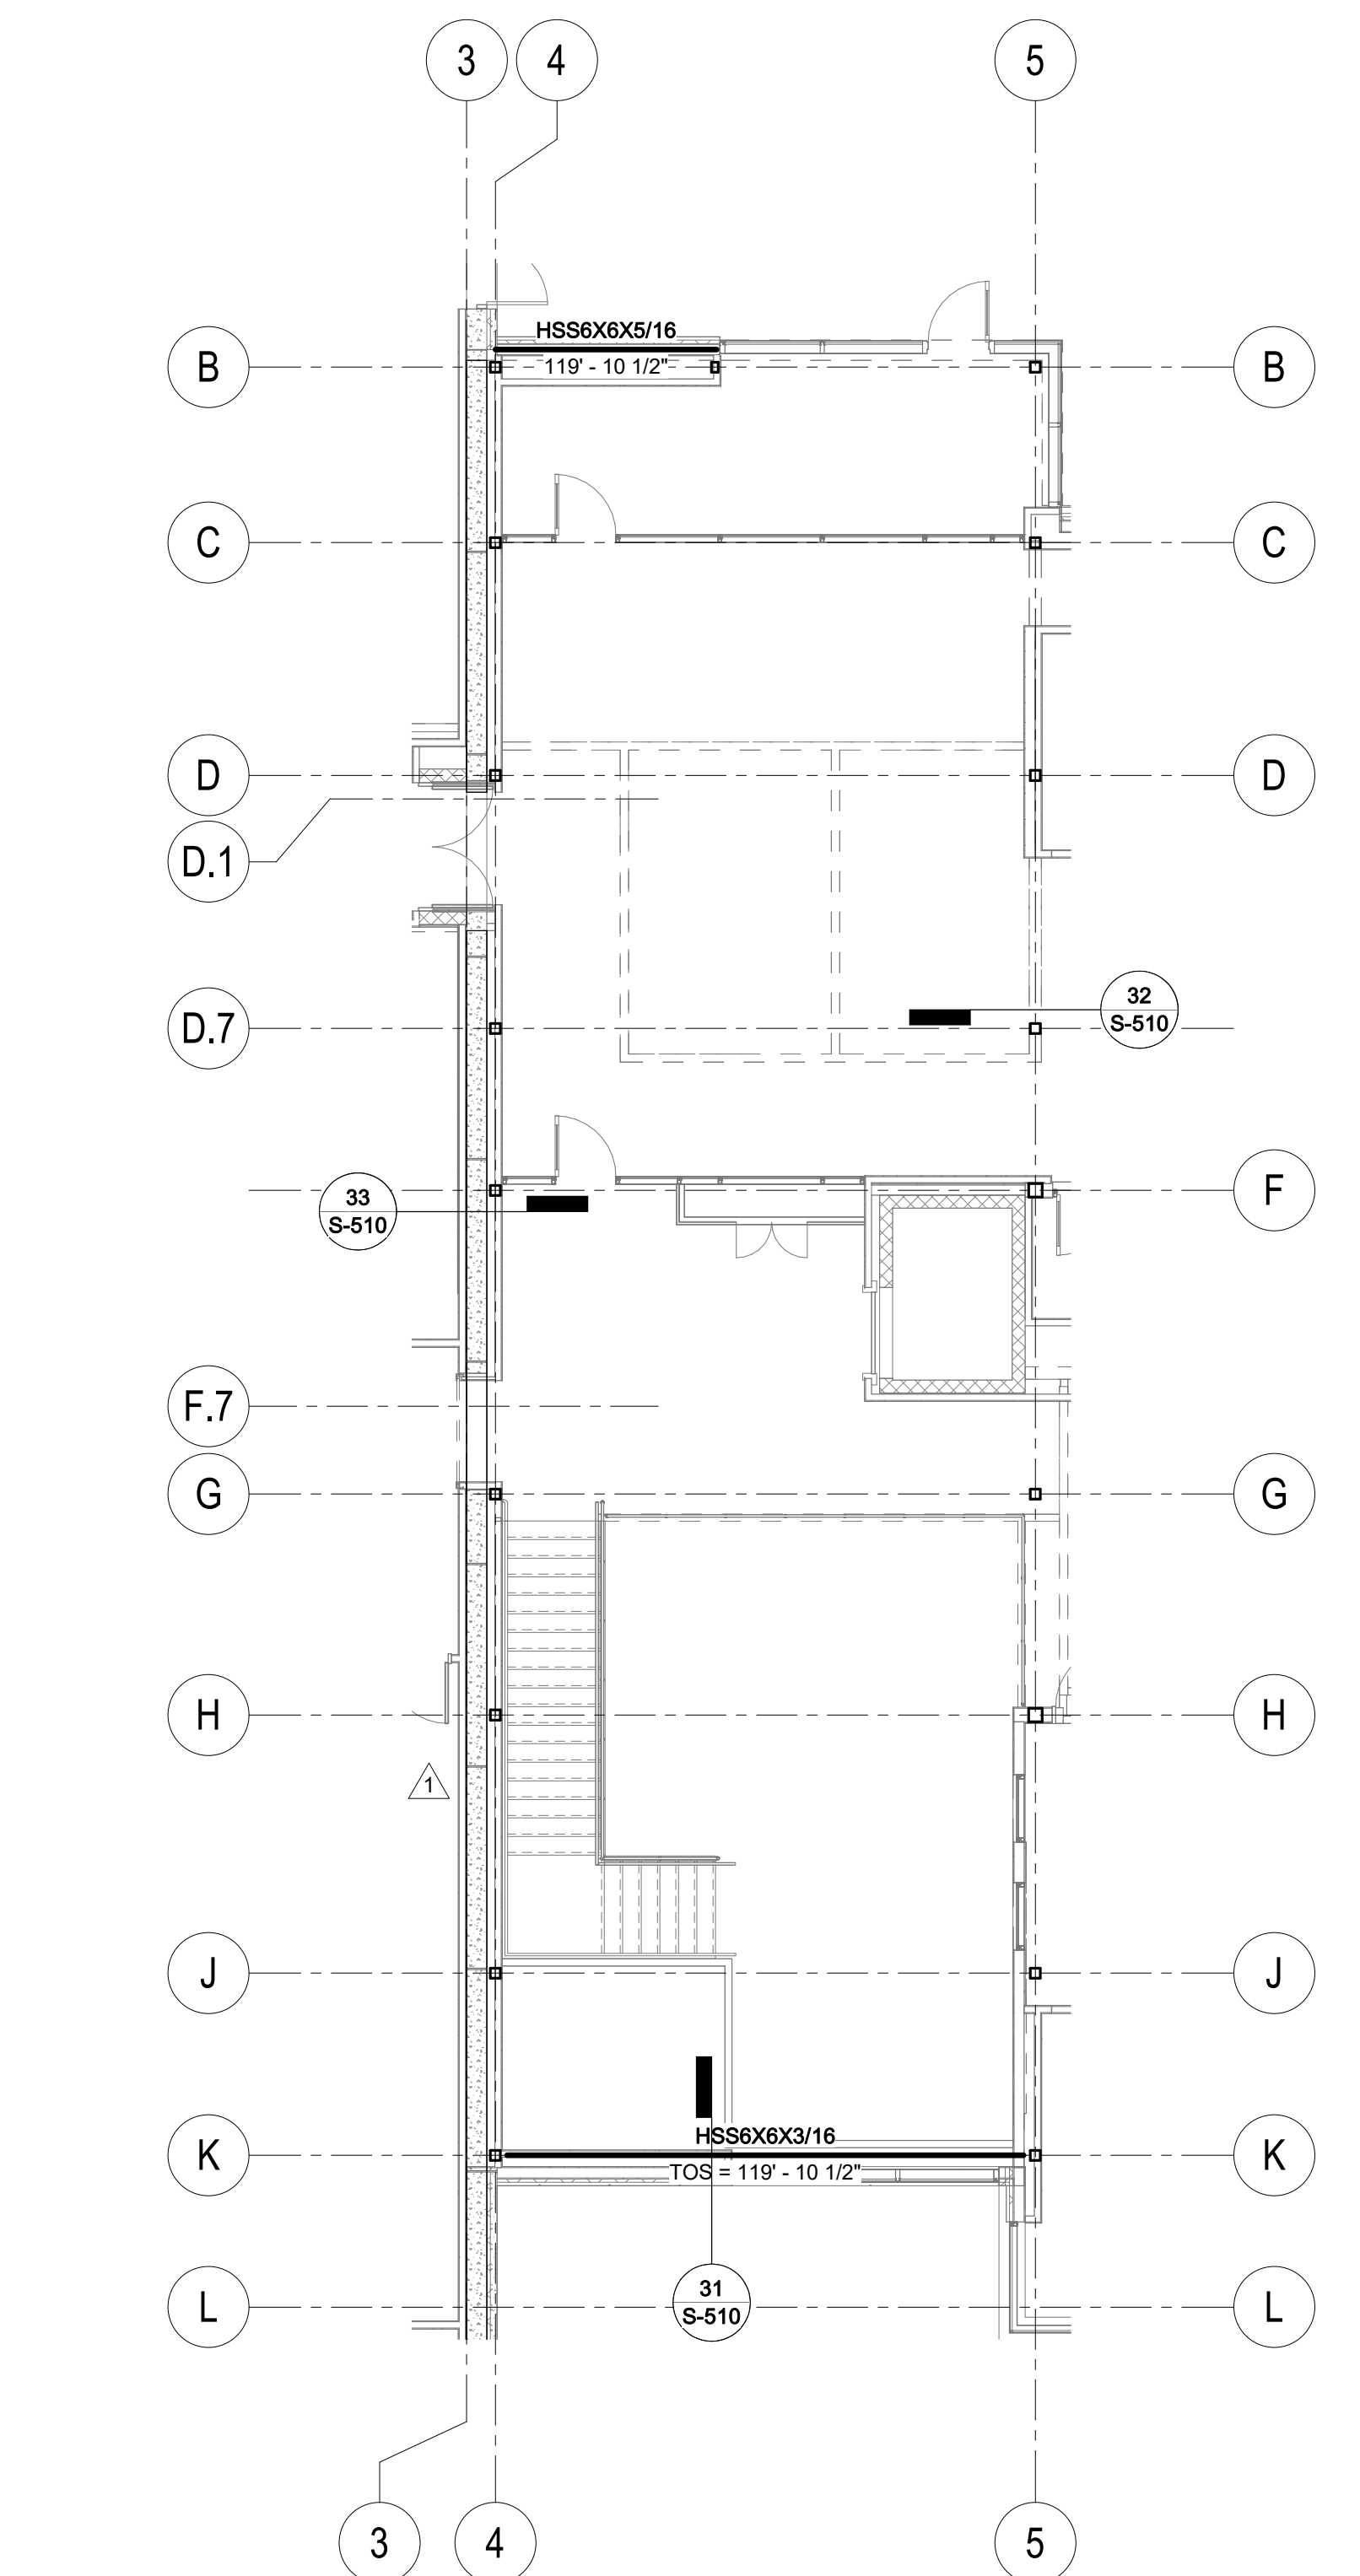 3
4
5
HSS6X6X5/16
B
119' - 10 1/2"
B
C
C
D
D
D.1
32
S-510
D.7
F
33
S-510
F.7
G
G
H
H
1
J
J
HSS6X6X3/16
K
K
TOS = 119' - 10 1/2"
31
S-510
L
L
3
4
5